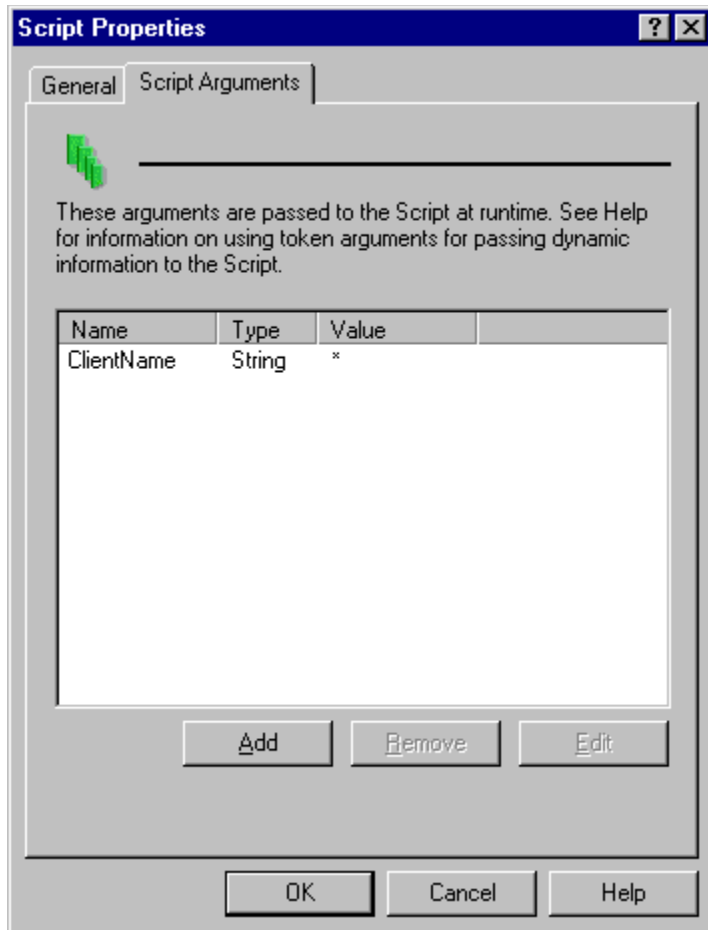 Script Properties
General Script Arguments
These arguments are passed to the Script at runtime. See Help
for information on using token arguments for passing dynamic
information to the Script.
Name Type Value
ClientName String *
Add Remove Edit
OK Cancel Help